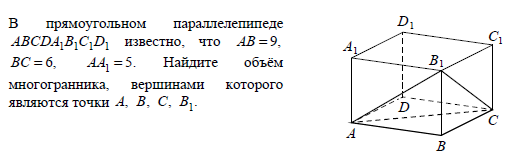 В прямоугольном параллелепипеде
ABCDA₁B₁C₁D₁ известно, что AB = 9,
BC = 6, AA₁ = 5. Найдите объём
многогранника, вершинами которого
являются точки A, B, C, B₁.
D₁
C₁
A₁
B₁
D
C
A
B